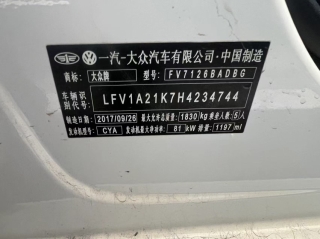 一汽-大众汽车有限公司·中国制造
商标: 大众牌 型号: FV7126BADBG
车辆识别代号: LFV1A21K7H4234744
日期: 2017/09/26 最大允许总质量: 1830 kg 乘坐人数: 5人
发动机型号: CYA 发动机最大净功率: 81 kW 排量: 1197 ml